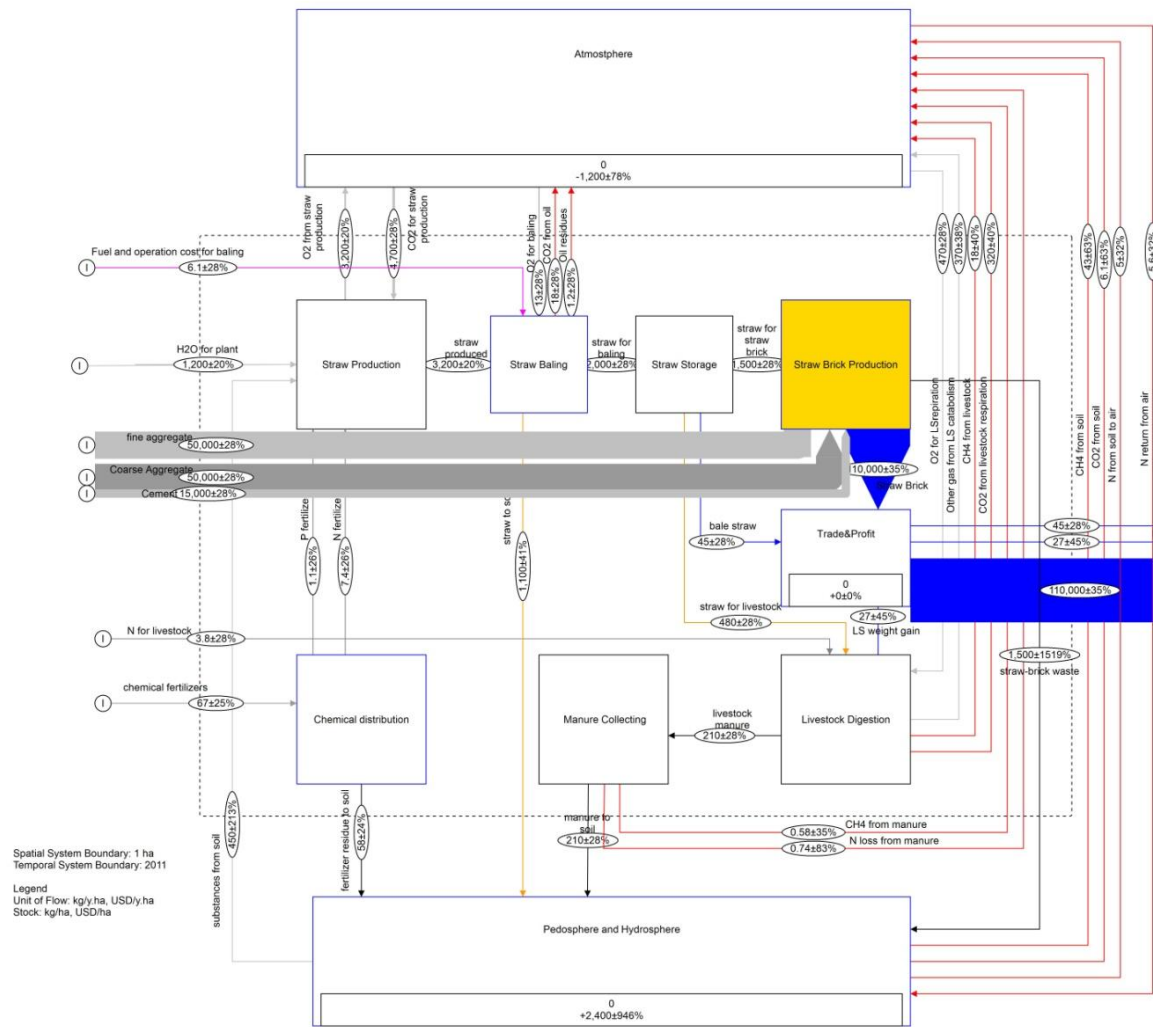 Atmostphere
0
-1,200±78%
O2 from straw
production
3,200±20%
4,700±28%
CO2 for straw
production
O2 for baling
13±28%
CO2 from oil
18±28%
Oil residues
1.2±28%
O2 for LSrepiration
470±28%
Other gas from LS catabolism
370±38%
CH4 from livestock
18±40%
CO2 from livestock respiration
320±40%
CH4 from soil
43±63%
CO2 from soil
6.1±63%
N from soil to air
5±32%
N return from air
5.6±32%
Fuel and operation cost for baling
I
6.1±28%
H2O for plant
I
1,200±20%
Straw Production
straw
produced
3,200±20%
Straw Baling
straw for
baling
2,000±28%
Straw Storage
straw for
straw
brick
1,500±28%
Straw Brick Production
fine aggregate
I
50,000±28%
Coarse Aggregate
I
50,000±28%
I
Cement
15,000±28%
110,000±35%
Straw Brick
P fertilizer
1.1±26%
N fertilizer
7.4±26%
straw to soil
1,100±41%
bale straw
45±28%
Trade&Profit
0
+0±0%
45±28%
27±45%
110,000±35%
straw for livestock
480±28%
27±45%
LS weight gain
N for livestock
I
3.8±28%
1,500±1519%
straw-brick waste
chemical fertilizers
I
67±25%
Chemical distribution
Manure Collecting
livestock
manure
210±28%
Livestock Digestion
substances from soil
450±213%
fertilizer residue to soil
58±24%
manure to
soil
210±28%
CH4 from manure
0.58±35%
N loss from manure
0.74±83%
Spatial System Boundary: 1 ha
Temporal System Boundary: 2011
Legend
Unit of Flow: kg/y.ha, USD/y.ha
Stock: kg/ha, USD/ha
Pedosphere and Hydrosphere
0
+2,400±946%